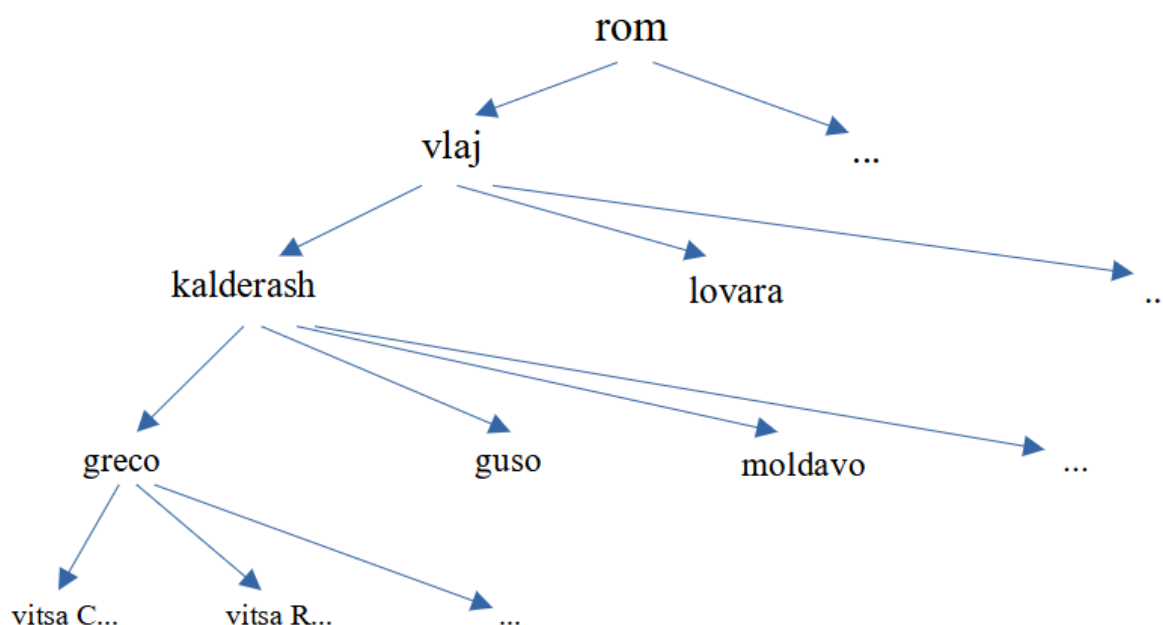 rom
vlaj ...
kalderash lovara ..
greco guso moldavo ...
vitsa C... vitsa R... ...